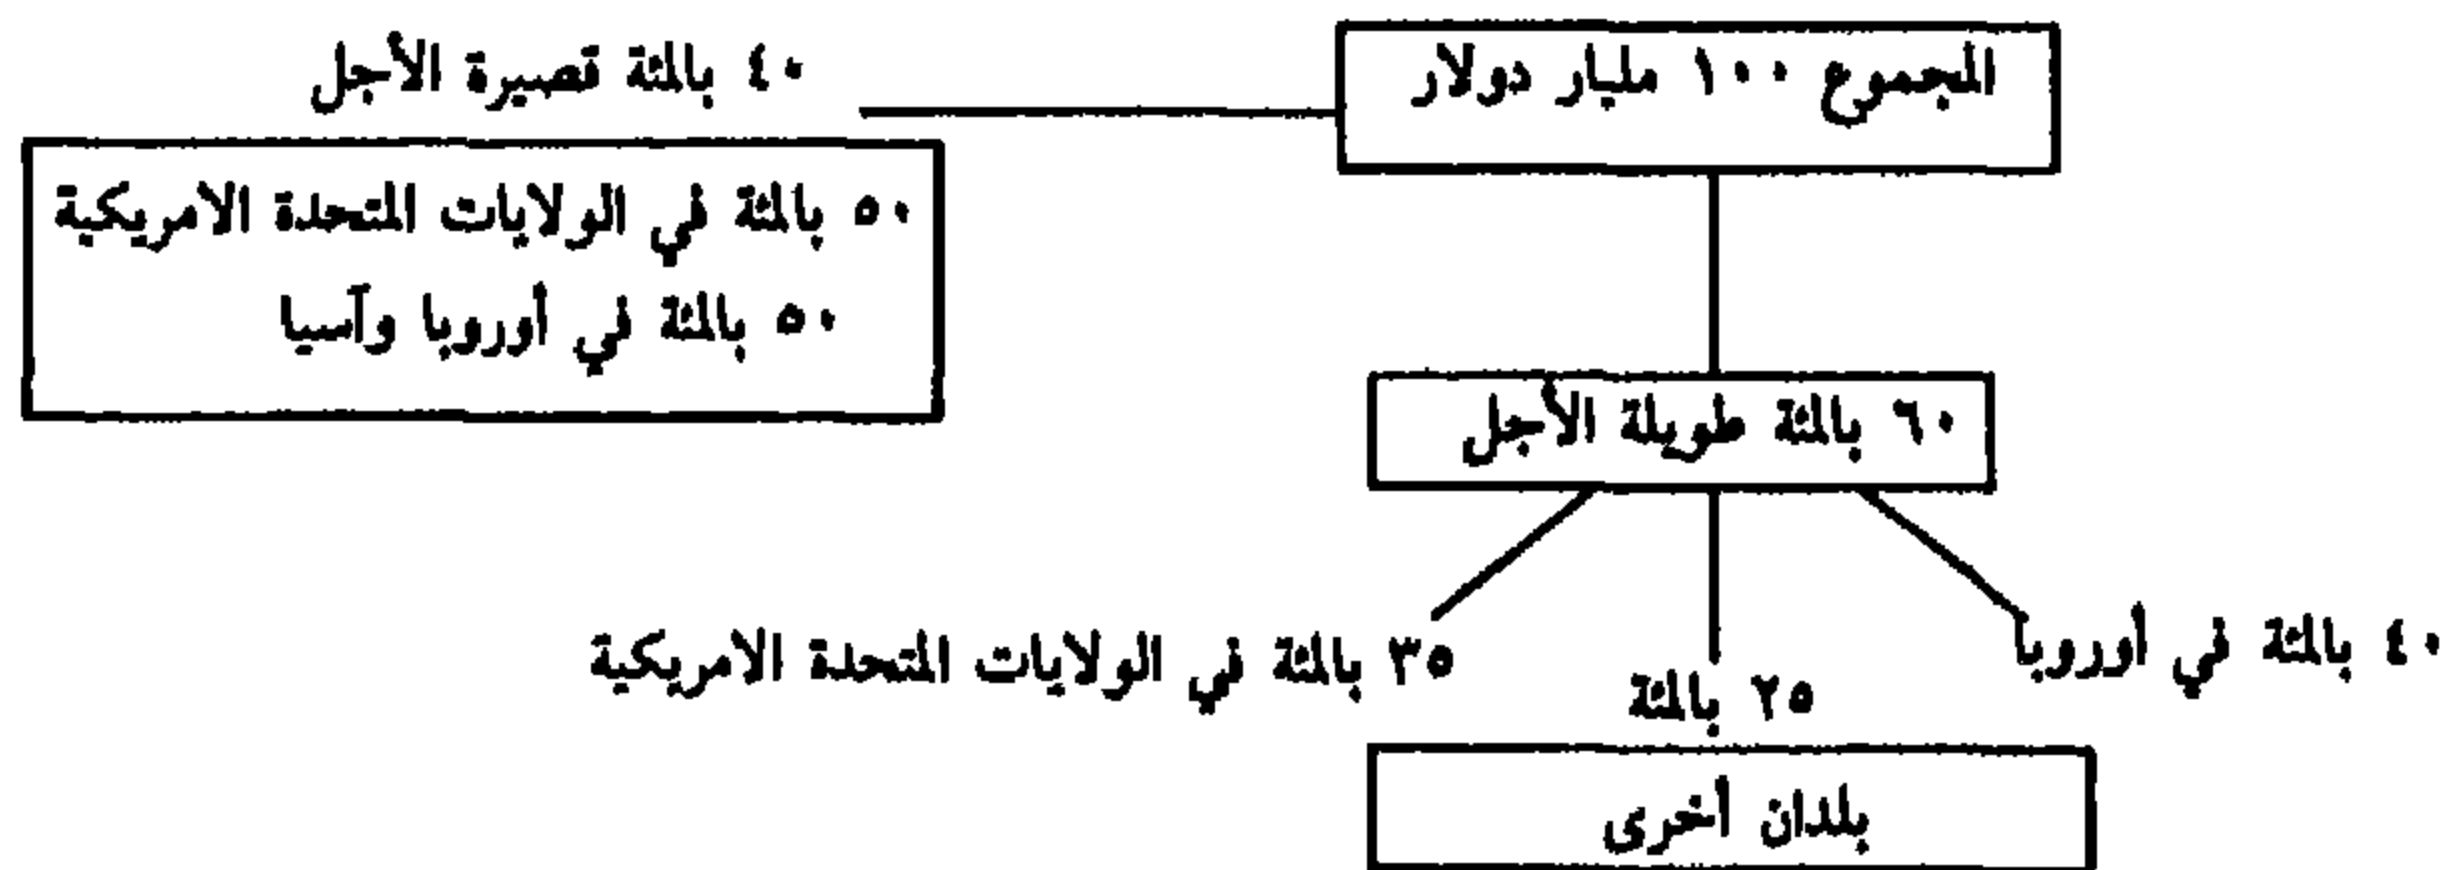 المجموع ١٠٠ مليار دولار
٤٠ بالمئة قصيرة الأجل
٥٠ بالمئة في الولايات المتحدة الامريكية
٥٠ بالمئة في أوروبا وآسيا
٦٠ بالمئة طويلة الأجل
٤٠ بالمئة في أوروبا
٢٥ بالمئة
بلدان أخرى
٣٥ بالمئة في الولايات المتحدة الامريكية